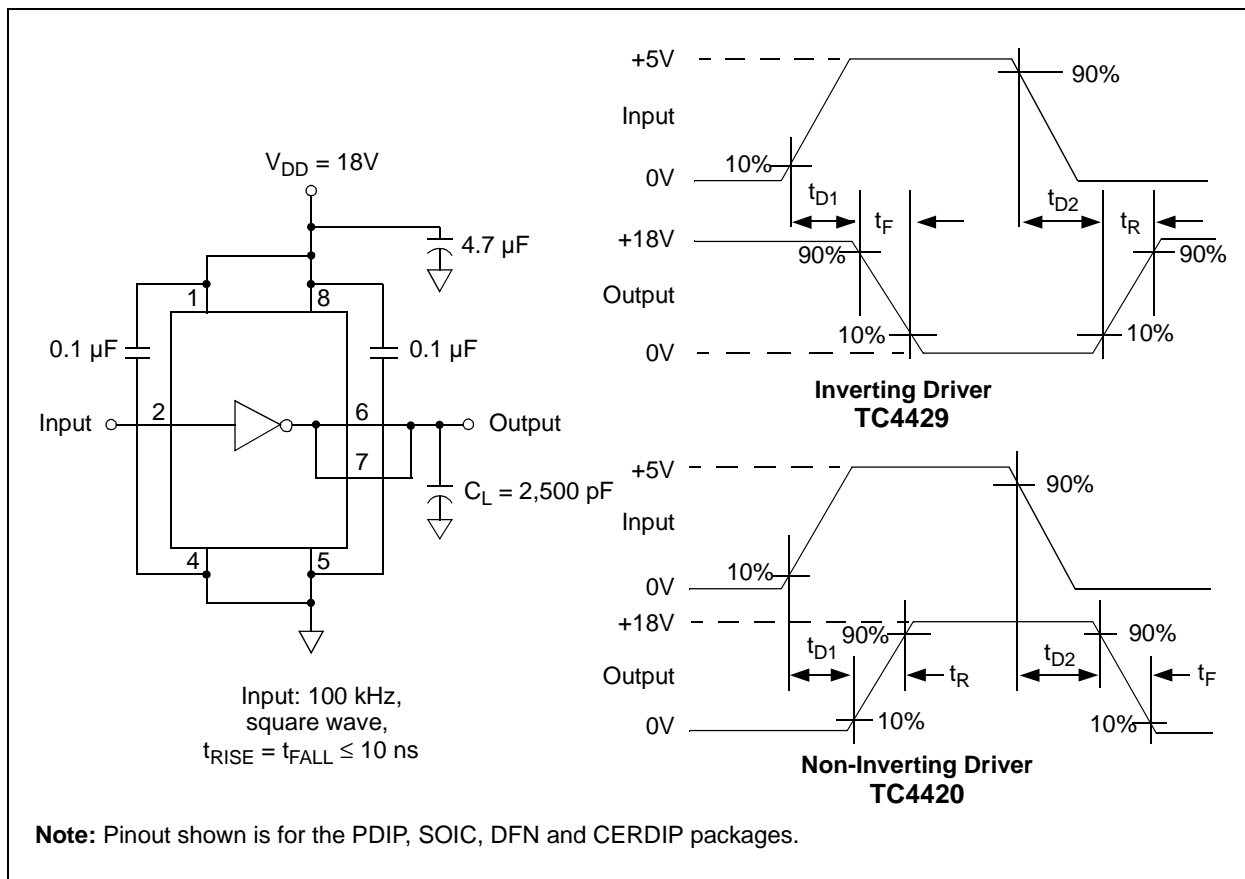 V_DD = 18V
4.7 µF
1
8
0.1 µF
0.1 µF
Input
2
6
Output
7
C_L = 2,500 pF
4
5
Input: 100 kHz,
square wave,
t_RISE = t_FALL ≤ 10 ns
+5V
90%
Input
10%
0V
t_D1
t_D2
t_F
t_R
+18V
90%
90%
Output
10%
10%
0V
Inverting Driver
TC4429
+5V
90%
Input
10%
0V
+18V
90%
90%
t_D1
t_D2
t_R
t_F
Output
10%
10%
0V
Non-Inverting Driver
TC4420
Note: Pinout shown is for the PDIP, SOIC, DFN and CERDIP packages.